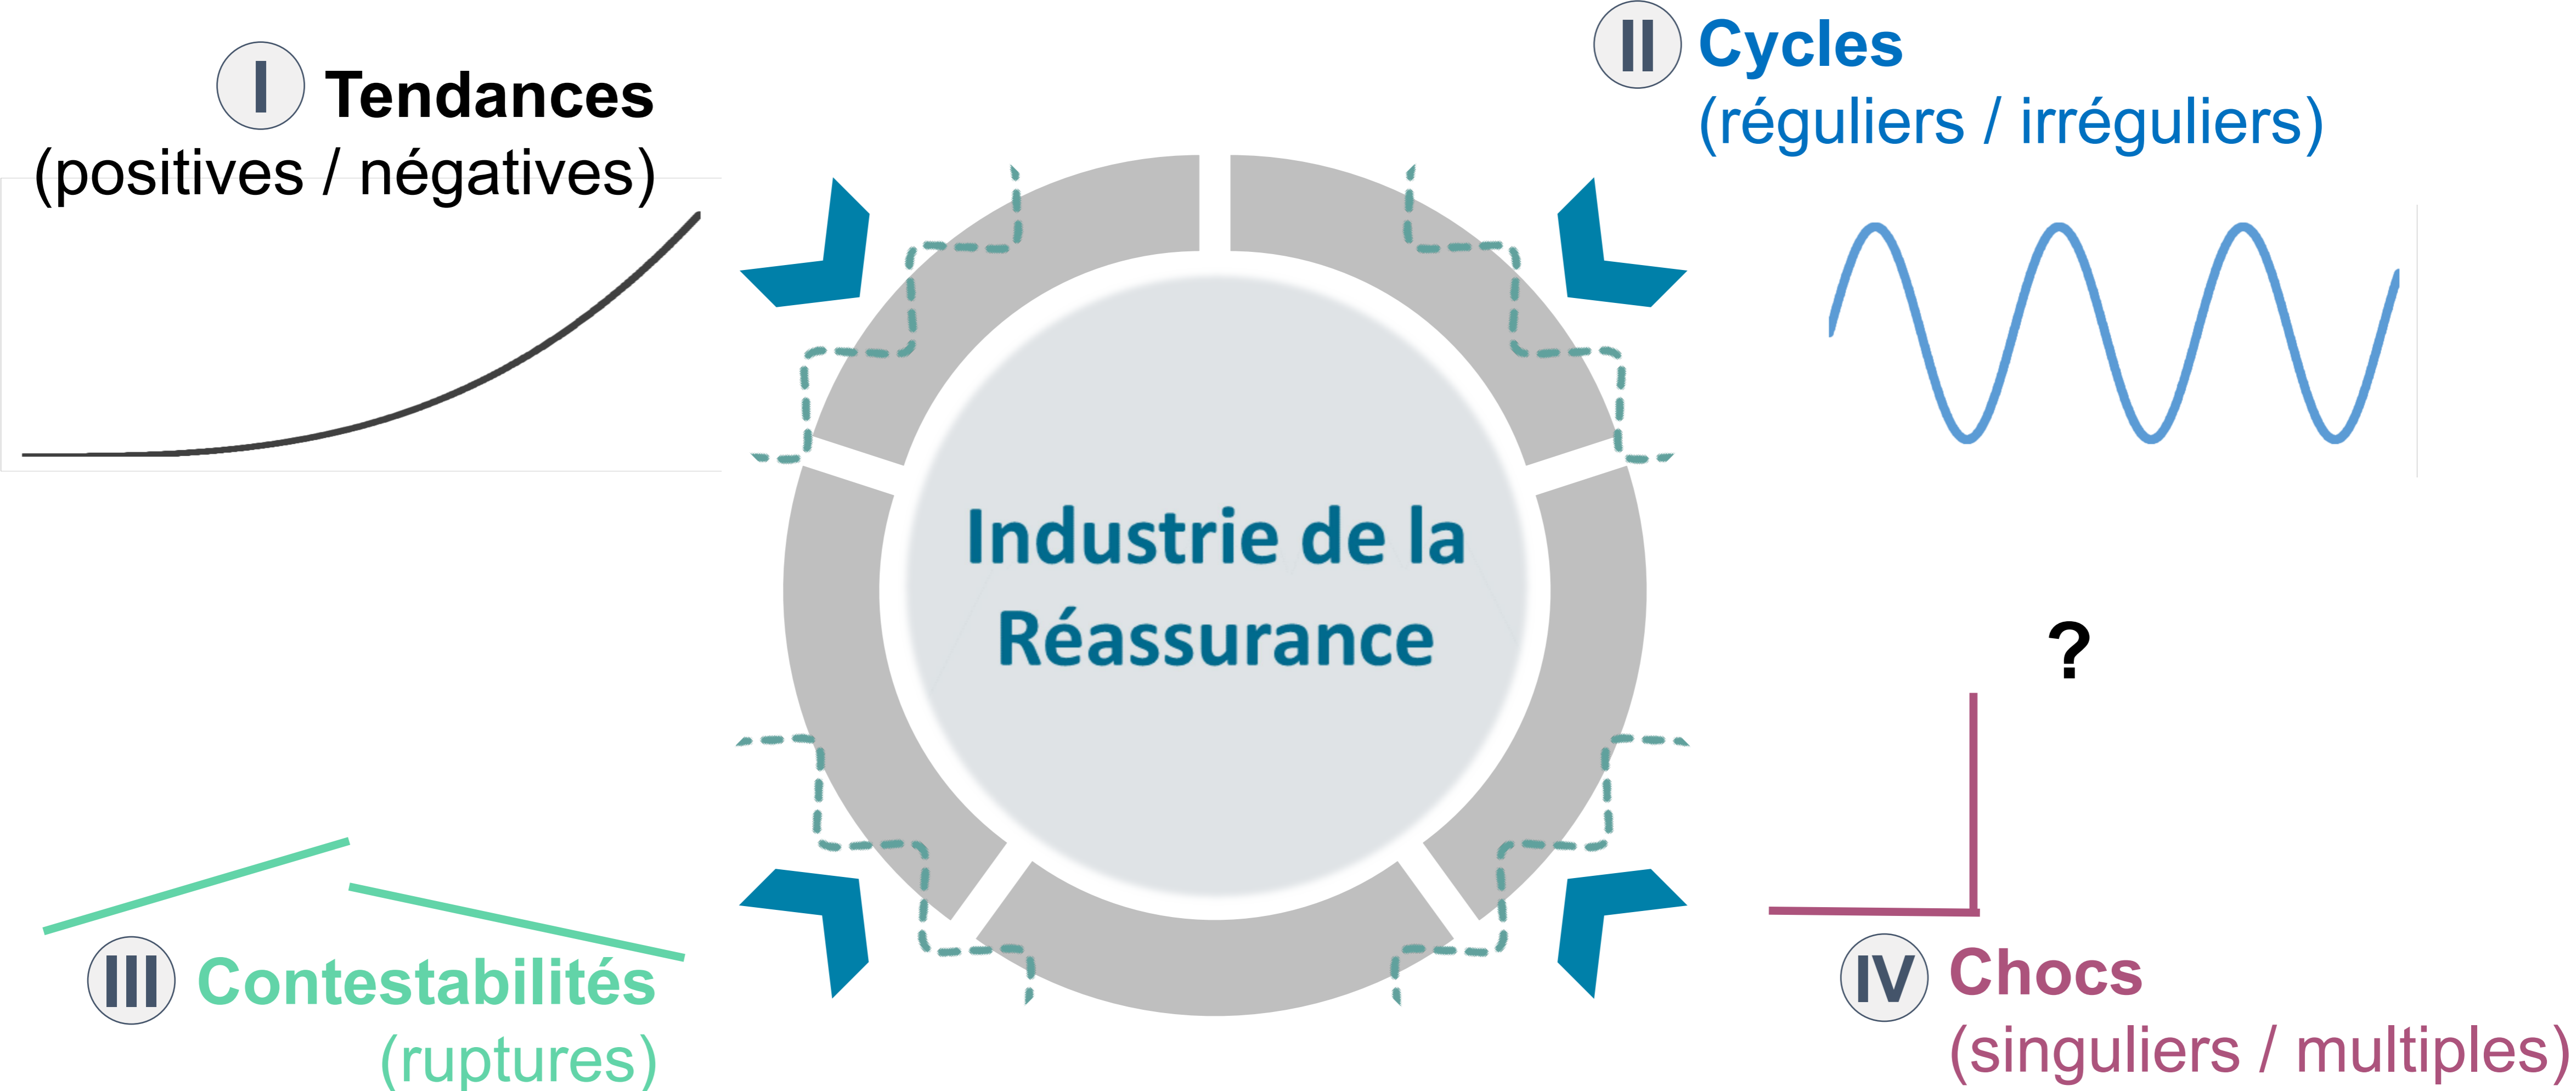 I Tendances
(positives / négatives)
II Cycles
(réguliers / irréguliers)
Industrie de la
Réassurance
?
III Contestabilités
(ruptures)
IV Chocs
(singuliers / multiples)